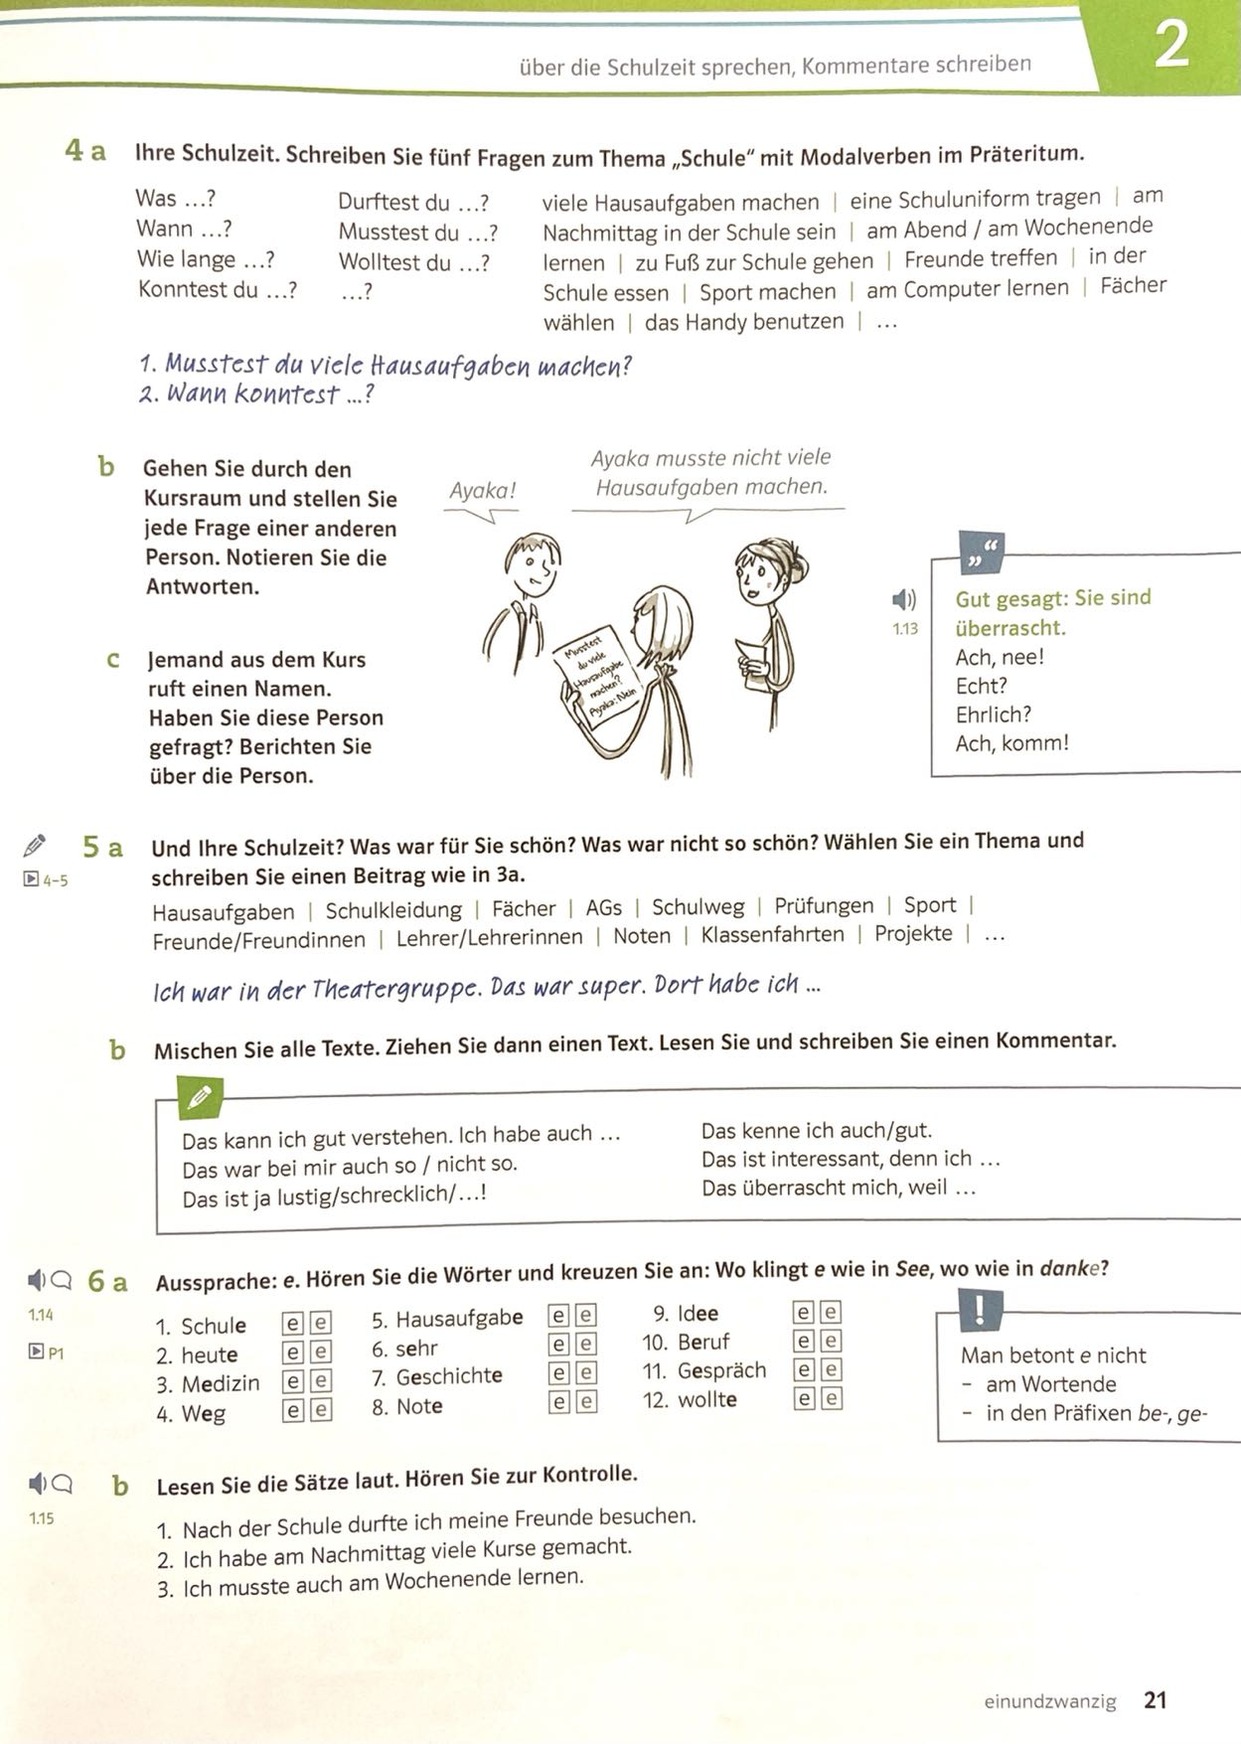 über die Schulzeit sprechen, Kommentare schreiben
2
4 a Ihre Schulzeit. Schreiben Sie fünf Fragen zum Thema „Schule“ mit Modalverben im Präteritum.
Was ...?
Wann ...?
Wie lange ...?
Konntest du ...?
Durftest du ...?
Musstest du ...?
Wolltest du ...?
...?
viele Hausaufgaben machen | eine Schuluniform tragen | am
Nachmittag in der Schule sein | am Abend / am Wochenende
lernen | zu Fuß zur Schule gehen | Freunde treffen | in der
Schule essen | Sport machen | am Computer lernen | Fächer
wählen | das Handy benutzen | ...
1. Musstest du viele Hausaufgaben machen?
2. Wann konntest ...?
b Gehen Sie durch den
Kursraum und stellen Sie
jede Frage einer anderen
Person. Notieren Sie die
Antworten.
c Jemand aus dem Kurs
ruft einen Namen.
Haben Sie diese Person
gefragt? Berichten Sie
über die Person.
Ayaka!
Ayaka musste nicht viele
Hausaufgaben machen.
Musstest
du viele
Hausaufgabe
machen?
Ayaka: Nein
„“
1.13
Gut gesagt: Sie sind
überrascht.
Ach, nee!
Echt?
Ehrlich?
Ach, komm!
4–5
5 a Und Ihre Schulzeit? Was war für Sie schön? Was war nicht so schön? Wählen Sie ein Thema und
schreiben Sie einen Beitrag wie in 3a.
Hausaufgaben | Schulkleidung | Fächer | AGs | Schulweg | Prüfungen | Sport |
Freunde/Freundinnen | Lehrer/Lehrerinnen | Noten | Klassenfahrten | Projekte | ...
Ich war in der Theatergruppe. Das war super. Dort habe ich ...
b Mischen Sie alle Texte. Ziehen Sie dann einen Text. Lesen Sie und schreiben Sie einen Kommentar.
Das kann ich gut verstehen. Ich habe auch ...
Das war bei mir auch so / nicht so.
Das ist ja lustig/schrecklich/...!
Das kenne ich auch/gut.
Das ist interessant, denn ich ...
Das überrascht mich, weil ...
1.14
P1
6 a Aussprache: e. Hören Sie die Wörter und kreuzen Sie an: Wo klingt e wie in See, wo wie in danke?
1. Schule e e
2. heute e e
3. Medizin e e
4. Weg e e
5. Hausaufgabe e e
6. sehr e e
7. Geschichte e e
8. Note e e
9. Idee e e
10. Beruf e e
11. Gespräch e e
12. wollte e e
!
Man betont e nicht
– am Wortende
– in den Präfixen be-, ge-
1.15
b Lesen Sie die Sätze laut. Hören Sie zur Kontrolle.
1. Nach der Schule durfte ich meine Freunde besuchen.
2. Ich habe am Nachmittag viele Kurse gemacht.
3. Ich musste auch am Wochenende lernen.
einundzwanzig 21